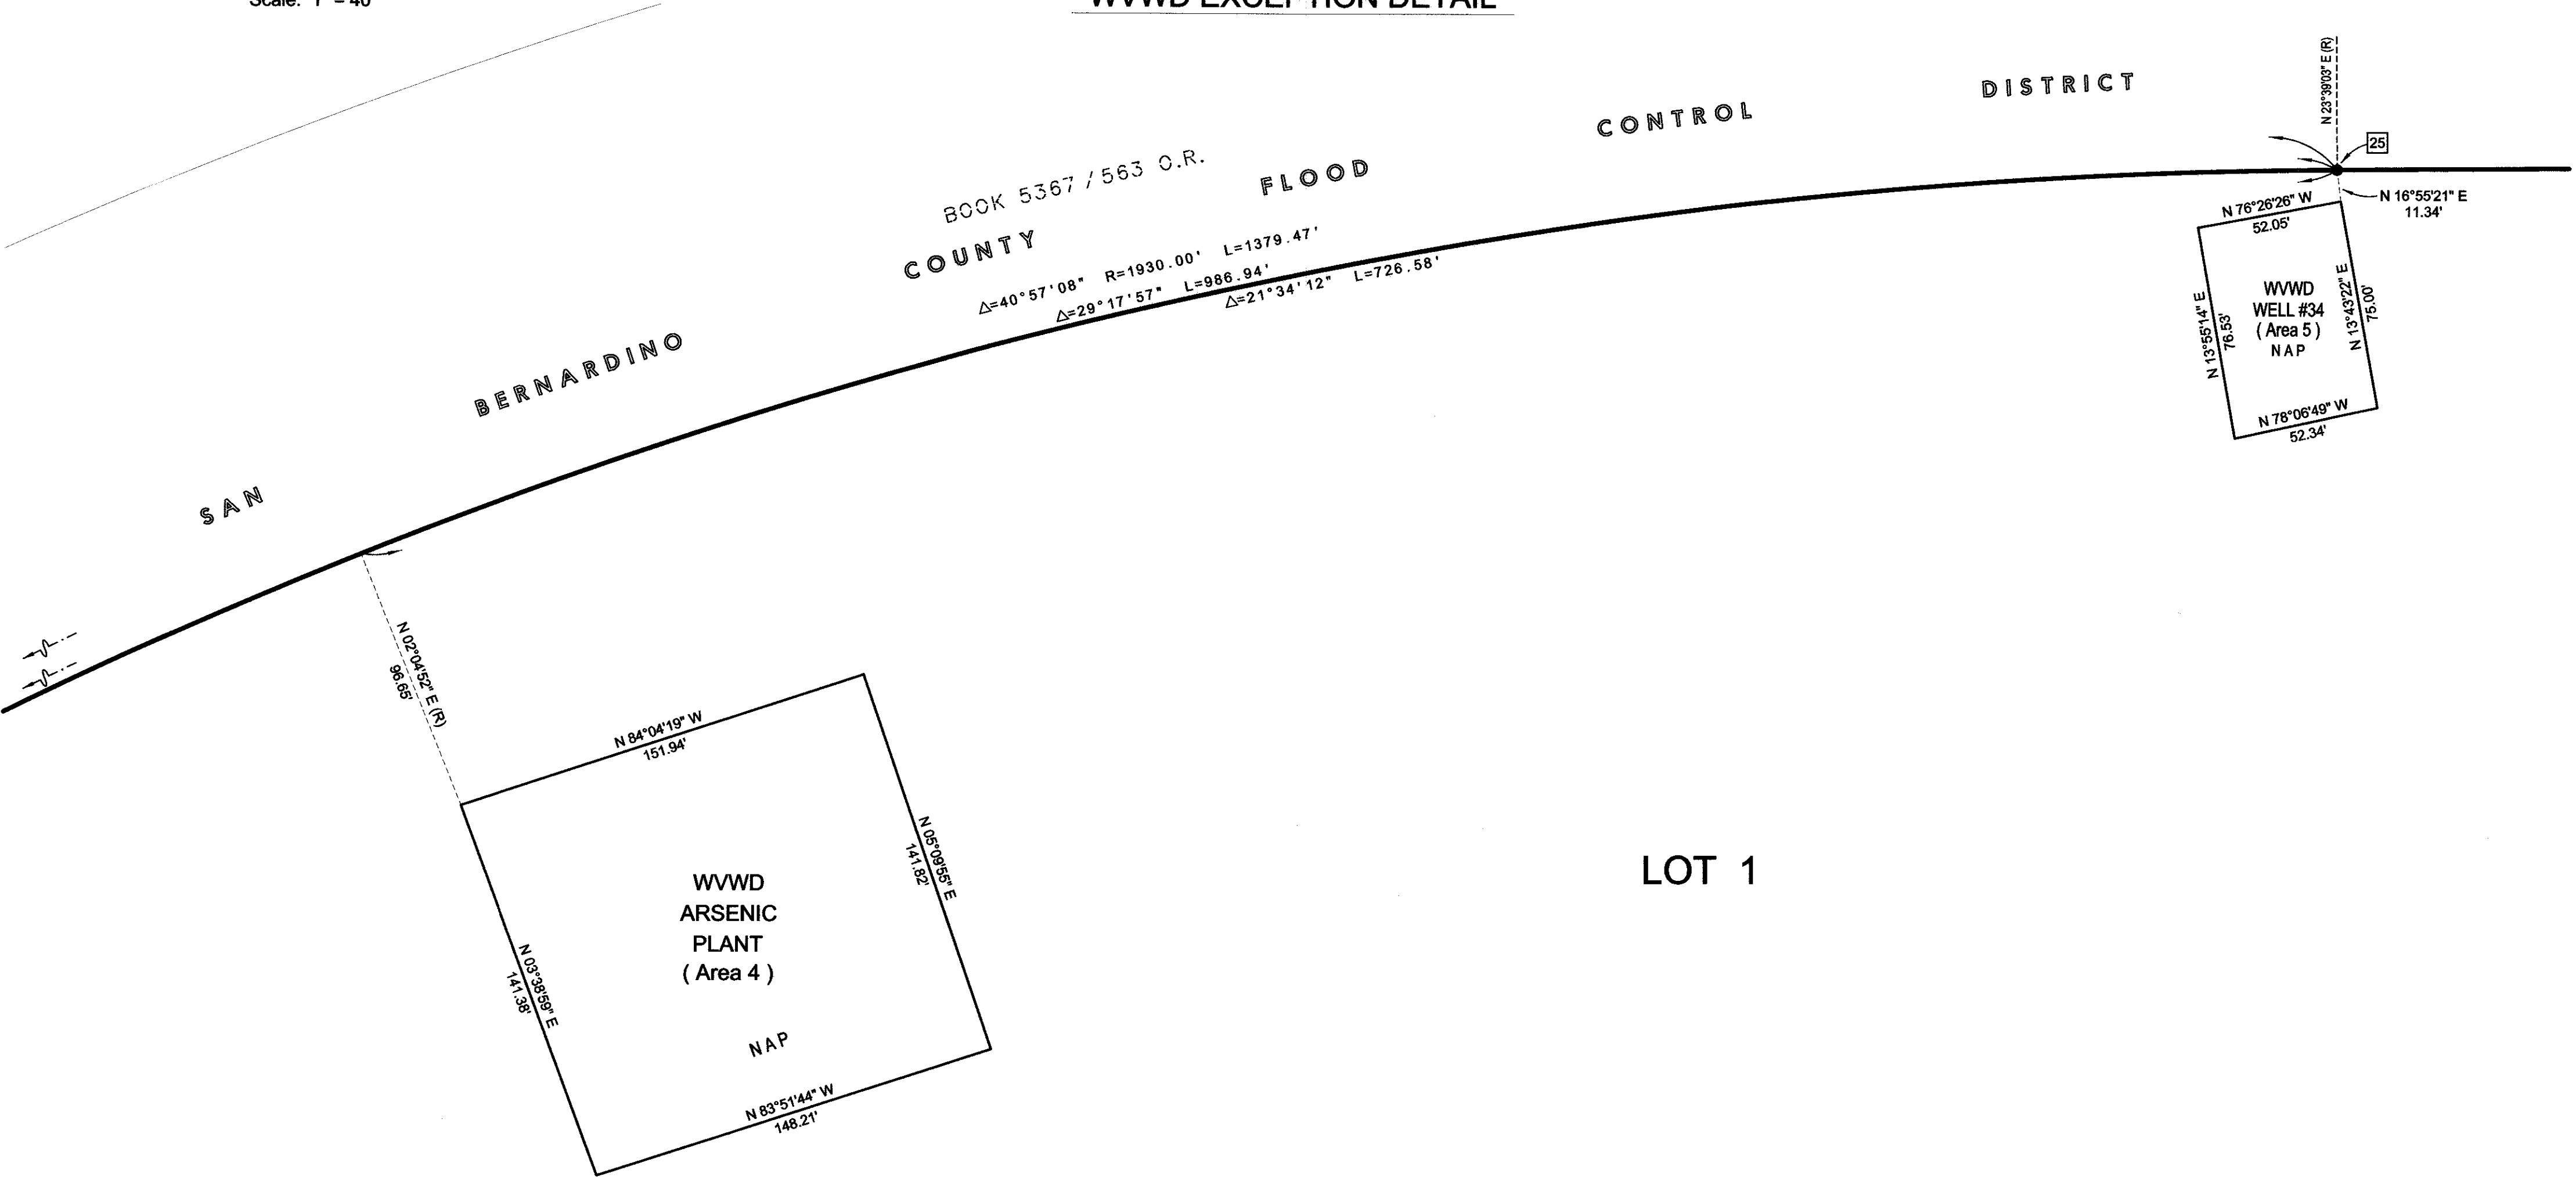 Scale: 1" = 40'
WVWD EXCEPTION DETAIL
SAN BERNARDINO COUNTY FLOOD CONTROL DISTRICT
BOOK 5367 / 563 O.R.
△=40°57'08" R=1930.00' L=1379.47'
△=29°17'57" L=986.94'
△=21°34'12" L=726.58'
N 23°39'03" E (R)
25
N 16°55'21" E
11.34'
N 76°26'26" W
52.05'
N 13°55'14" E
76.53'
WVWD
WELL #34
( Area 5 )
NAP
N 13°43'22" E
75.00'
N 78°06'49" W
52.34'
N 02°04'52" E (R)
96.65'
N 84°04'19" W
151.94'
N 05°09'55" E
141.82'
WVWD
ARSENIC
PLANT
( Area 4 )
NAP
N 03°38'59" E
141.38'
N 83°51'44" W
148.21'
LOT 1